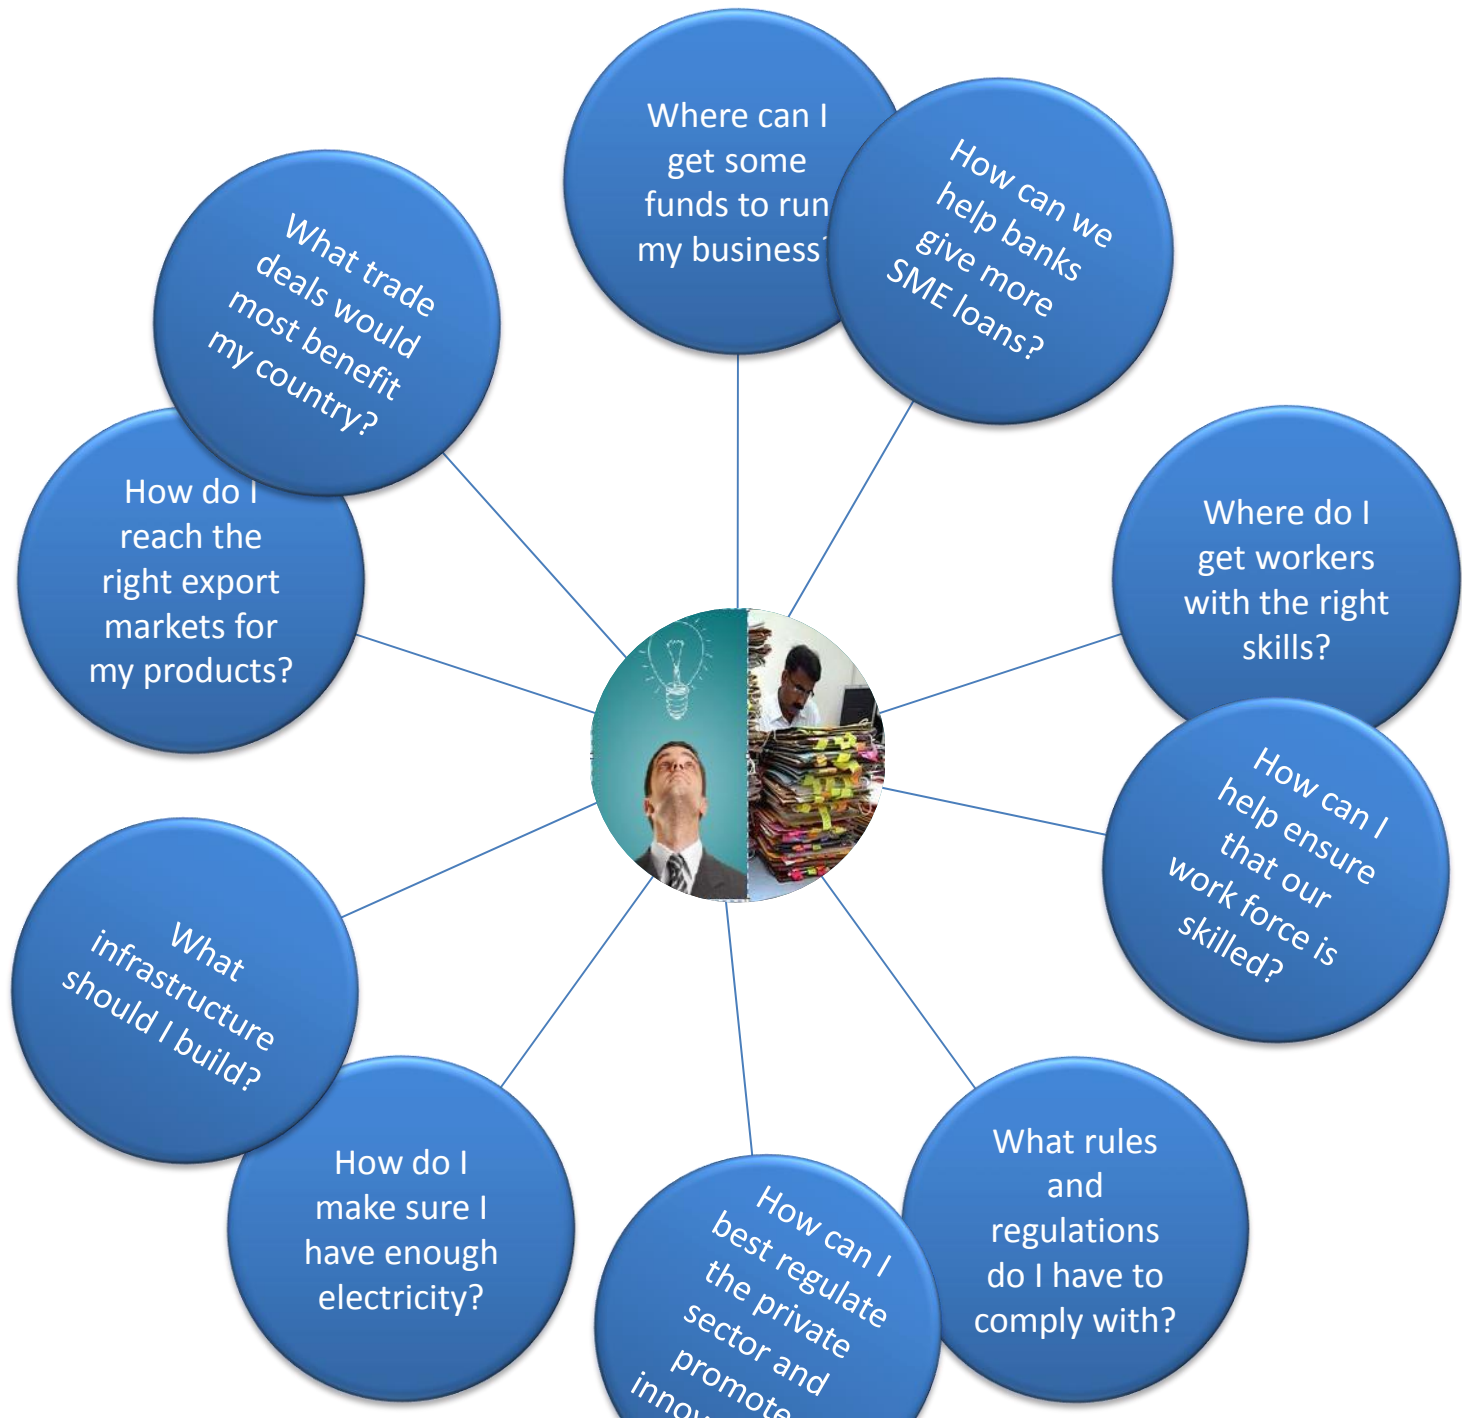 Where can I
get some
funds to run
my business?
How can we
help banks
give more
SME loans?
Where do I
get workers
with the right
skills?
How can I
help ensure
that our
work force is
skilled?
What rules
and
regulations
do I have to
comply with?
How can I
best regulate
the private
sector and
promote
How do I
make sure I
have enough
electricity?
What
infrastructure
should I build?
How do I
reach the
right export
markets for
my products?
What trade
deals would
most benefit
my country?